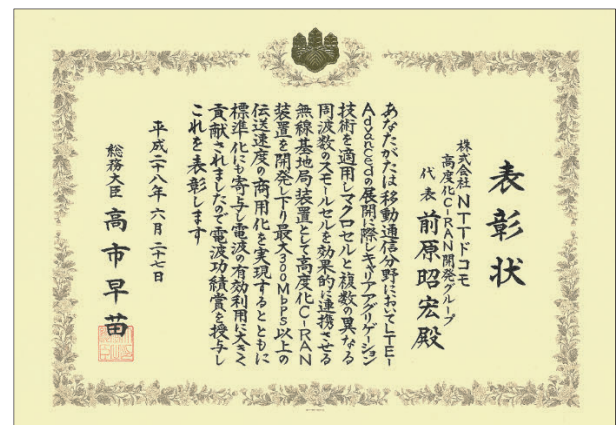 表彰状
株式会社NTTドコモ
高度化C-RAN開発グループ
代表 前原昭宏殿
あなたがたは移動通信分野においてLTE-
Advancedの展開に際しキャリアアグリゲーション
技術を適用しマクロセルと複数の異なる
周波数のスモールセルを効果的に連携させる
無線基地局装置として高度化C-RAN
装置を開発し下り最大300Mbps以上の
伝送速度の商用化を実現するとともに
標準化にも寄与し電波の有効利用に大きく
貢献されましたので電波功績賞を授与し
これを表彰します
平成二十八年六月二十七日
総務大臣 高市早苗